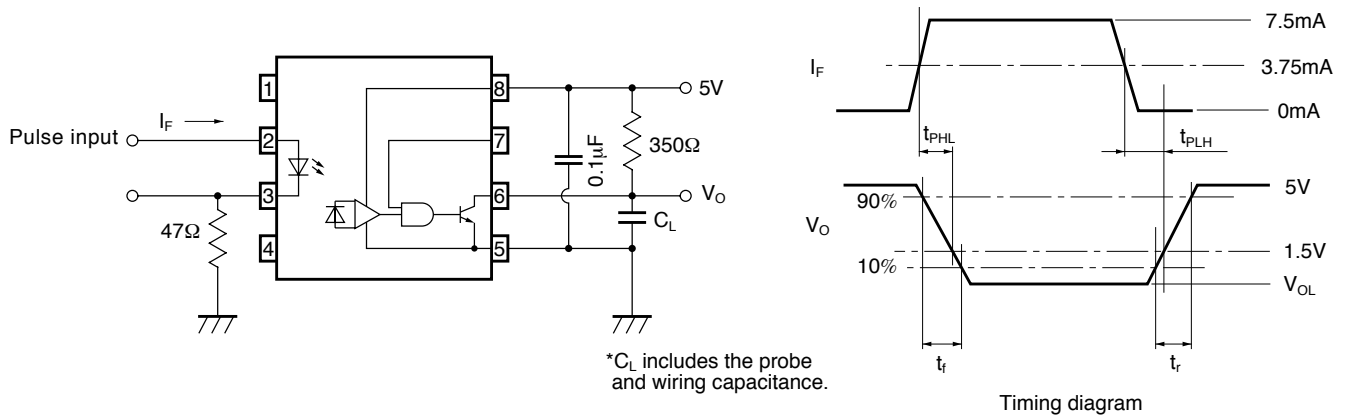 1
2
3
4
8
7
6
5
Pulse input
I_F
47Ω
0.1µF
350Ω
5V
V_O
C_L
*C_L includes the probe
and wiring capacitance.
I_F
7.5mA
3.75mA
0mA
t_PHL
t_PLH
V_O
90%
10%
5V
1.5V
V_OL
t_f
t_r
Timing diagram